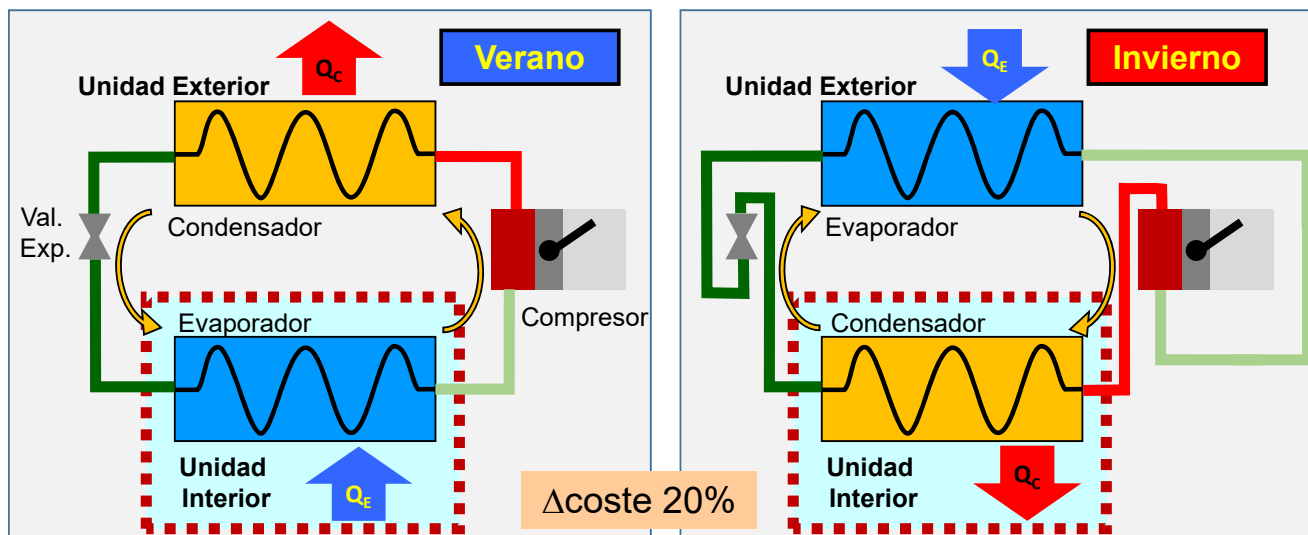 Q_C
Verano
Unidad Exterior
Val.
Exp.
Condensador
Evaporador
Compresor
Unidad
Interior
Q_E
Q_E
Invierno
Unidad Exterior
Evaporador
Condensador
Unidad
Interior
Q_C
∆coste 20%